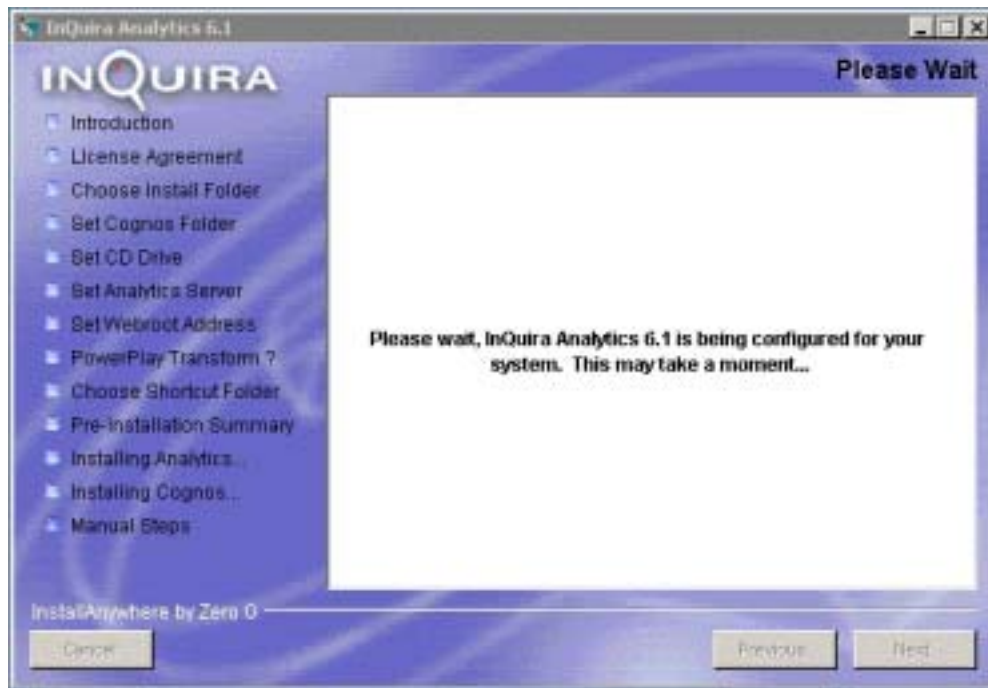 InQuira Analytics 6.1
INQUIRA
Please Wait
Introduction
License Agreement
Choose Install Folder
Set Cognos Folder
Set CD Drive
Set Analytics Server
Set Webroot Address
PowerPlay Transform ?
Choose Shortcut Folder
Pre-Installation Summary
Installing Analytics...
Installing Cognos...
Manual Steps
Please wait, InQuira Analytics 6.1 is being configured for your
system. This may take a moment...
InstallAnywhere by Zero G
Cancel
Previous
Next